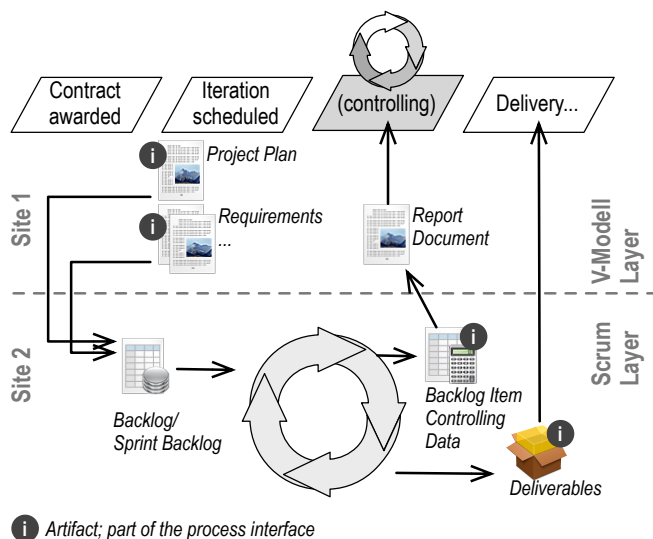 Contract
awarded
Iteration
scheduled
(controlling)
Delivery...
i
Project Plan
i
Requirements
...
Report
Document
Site 1
V-Modell
Layer
Site 2
Scrum
Layer
i
Backlog/
Sprint Backlog
Backlog Item
Controlling
Data
i
Deliverables
i Artifact; part of the process interface